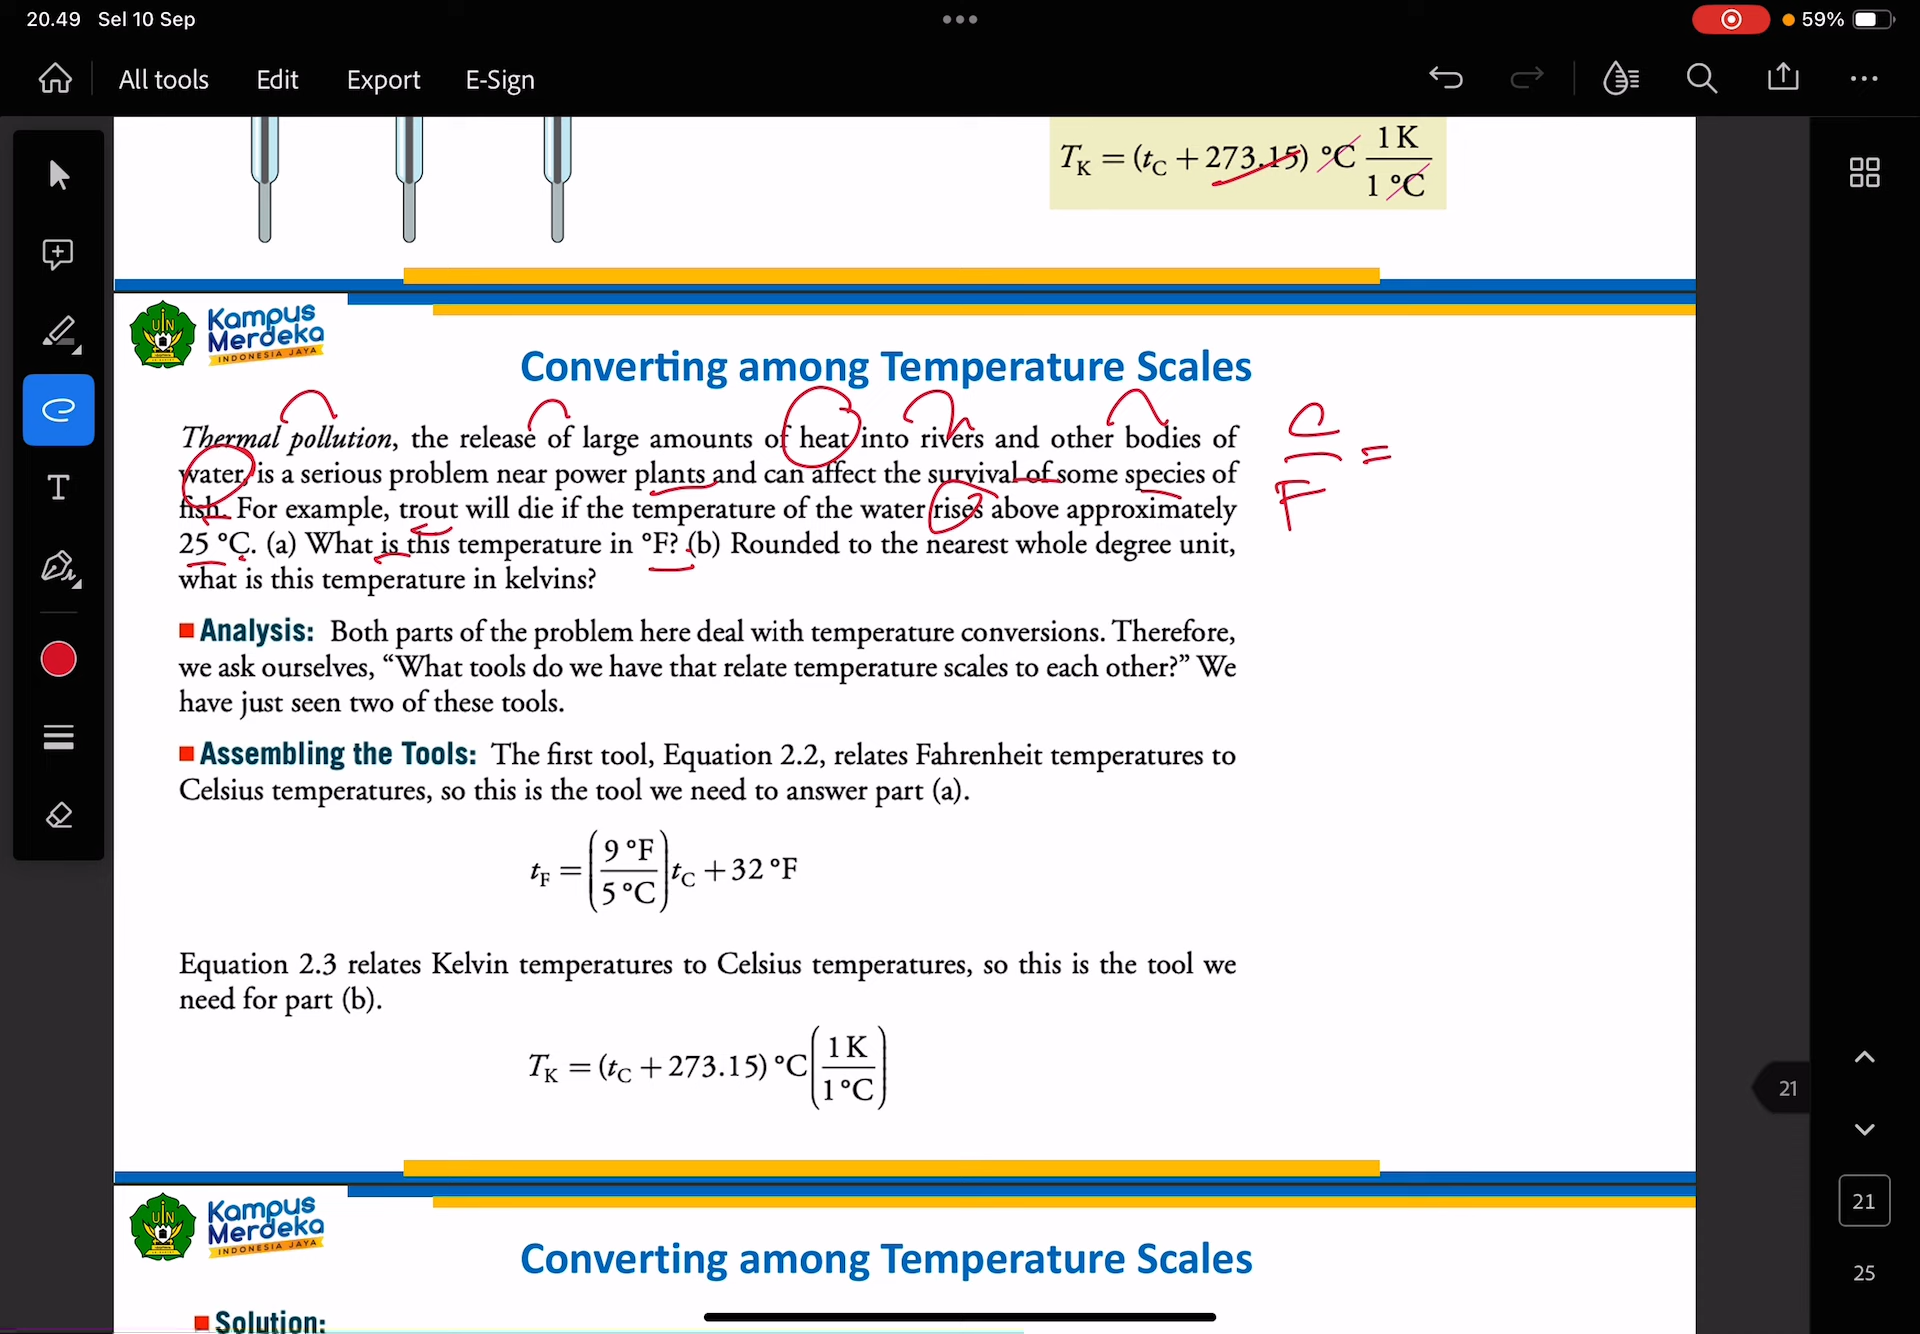 20.49 Sel 10 Sep
59%
All tools Edit Export E-Sign
T_K = (t_C + 273.15) °C 1 K / 1 °C
UIN
Kampus
Merdeka
INDONESIA JAYA
Converting among Temperature Scales
Thermal pollution, the release of large amounts of heat into rivers and other bodies of
water, is a serious problem near power plants and can affect the survival of some species of
fish. For example, trout will die if the temperature of the water rises above approximately
25 °C. (a) What is this temperature in °F? (b) Rounded to the nearest whole degree unit,
what is this temperature in kelvins?
C / F =
Analysis: Both parts of the problem here deal with temperature conversions. Therefore,
we ask ourselves, “What tools do we have that relate temperature scales to each other?” We
have just seen two of these tools.
Assembling the Tools: The first tool, Equation 2.2, relates Fahrenheit temperatures to
Celsius temperatures, so this is the tool we need to answer part (a).
t_F = (9 °F / 5 °C) t_C + 32 °F
Equation 2.3 relates Kelvin temperatures to Celsius temperatures, so this is the tool we
need for part (b).
T_K = (t_C + 273.15) °C (1 K / 1 °C)
21
21
25
UIN
Kampus
Merdeka
INDONESIA JAYA
Converting among Temperature Scales
Solution: